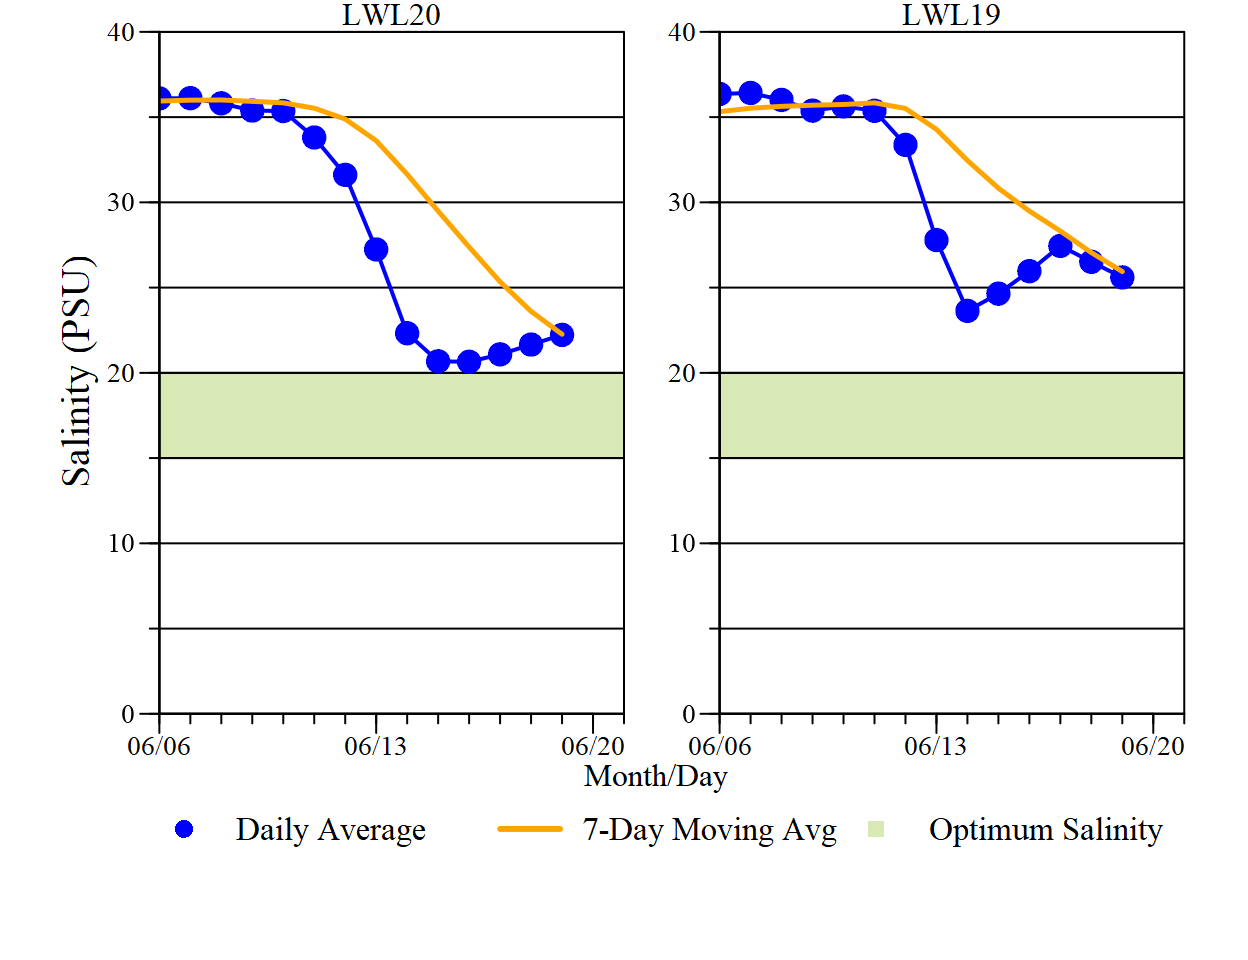 LWL20
LWL19
40
30
20
10
0
40
30
20
10
0
Salinity (PSU)
06/06
06/13
06/20
06/06
06/13
06/20
Month/Day
Daily Average
7-Day Moving Avg
Optimum Salinity